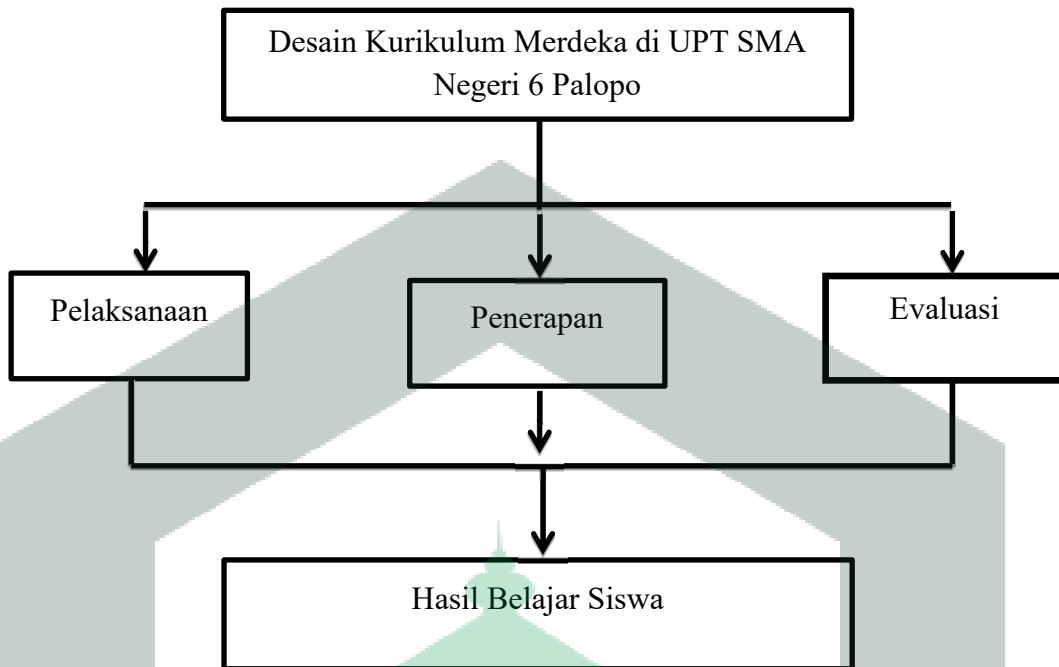 Desain Kurikulum Merdeka di UPT SMA
Negeri 6 Palopo
Pelaksanaan
Penerapan
Evaluasi
Hasil Belajar Siswa